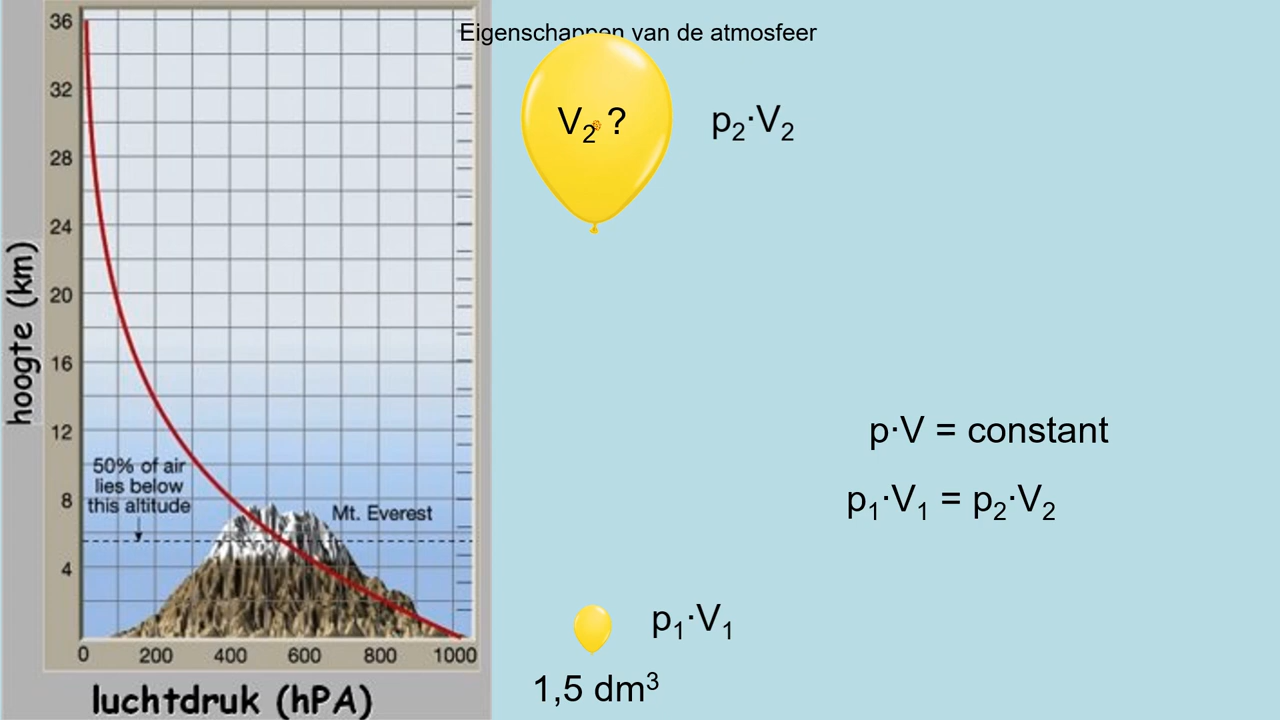 Eigenschappen van de atmosfeer
36
32
28
24
20
16
12
8
4
hoogte (km)
50% of air
lies below
this altitude
Mt. Everest
0 200 400 600 800 1000
luchtdruk (hPA)
V₂ ?
p₂·V₂
p·V = constant
p₁·V₁ = p₂·V₂
p₁·V₁
1,5 dm³